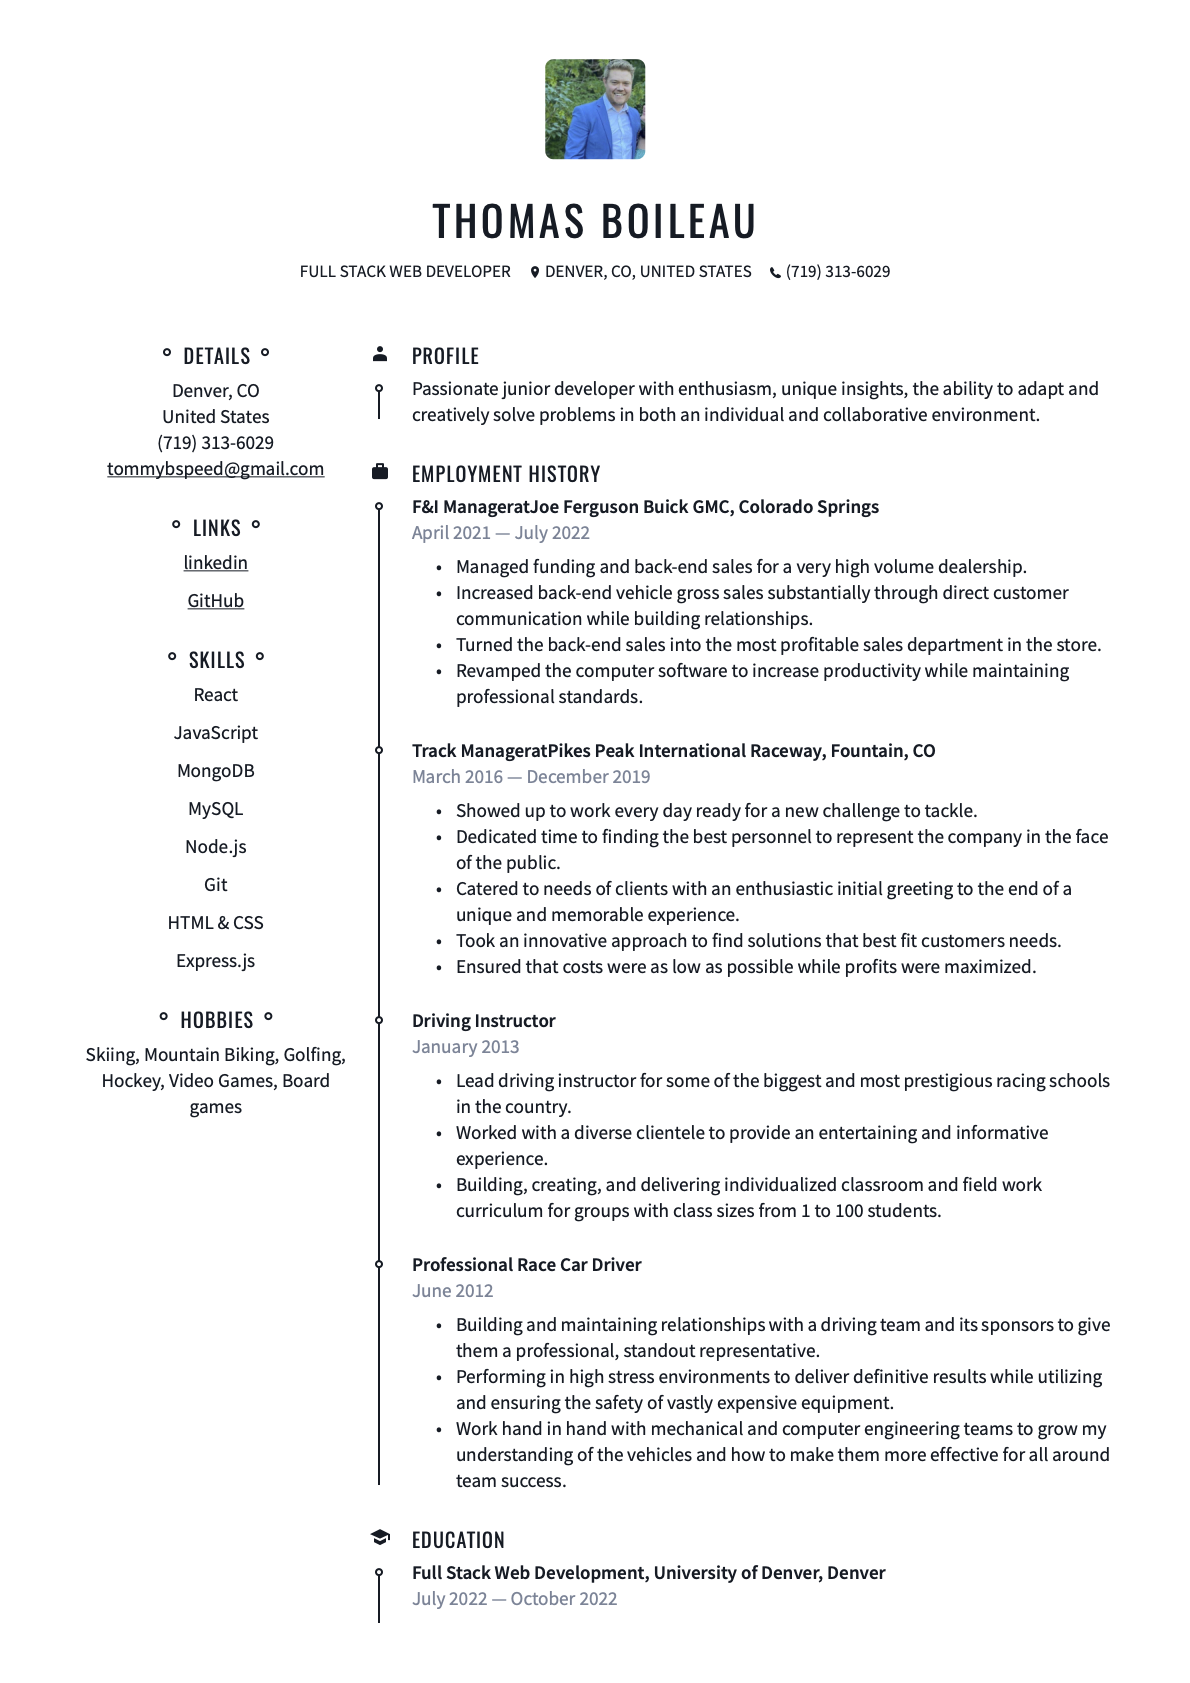 THOMAS BOILEAU
FULL STACK WEB DEVELOPER DENVER, CO, UNITED STATES (719) 313-6029
DETAILS
Denver, CO
United States
(719) 313-6029
tommybspeed@gmail.com
LINKS
linkedin
GitHub
SKILLS
React
JavaScript
MongoDB
MySQL
Node.js
Git
HTML & CSS
Express.js
HOBBIES
Skiing, Mountain Biking, Golfing,
Hockey, Video Games, Board
games
PROFILE
Passionate junior developer with enthusiasm, unique insights, the ability to adapt and
creatively solve problems in both an individual and collaborative environment.
EMPLOYMENT HISTORY
F&I ManageratJoe Ferguson Buick GMC, Colorado Springs
April 2021 — July 2022
• Managed funding and back-end sales for a very high volume dealership.
• Increased back-end vehicle gross sales substantially through direct customer
communication while building relationships.
• Turned the back-end sales into the most profitable sales department in the store.
• Revamped the computer software to increase productivity while maintaining
professional standards.
Track ManageratPikes Peak International Raceway, Fountain, CO
March 2016 — December 2019
• Showed up to work every day ready for a new challenge to tackle.
• Dedicated time to finding the best personnel to represent the company in the face
of the public.
• Catered to needs of clients with an enthusiastic initial greeting to the end of a
unique and memorable experience.
• Took an innovative approach to find solutions that best fit customers needs.
• Ensured that costs were as low as possible while profits were maximized.
Driving Instructor
January 2013
• Lead driving instructor for some of the biggest and most prestigious racing schools
in the country.
• Worked with a diverse clientele to provide an entertaining and informative
experience.
• Building, creating, and delivering individualized classroom and field work
curriculum for groups with class sizes from 1 to 100 students.
Professional Race Car Driver
June 2012
• Building and maintaining relationships with a driving team and its sponsors to give
them a professional, standout representative.
• Performing in high stress environments to deliver definitive results while utilizing
and ensuring the safety of vastly expensive equipment.
• Work hand in hand with mechanical and computer engineering teams to grow my
understanding of the vehicles and how to make them more effective for all around
team success.
EDUCATION
Full Stack Web Development, University of Denver, Denver
July 2022 — October 2022